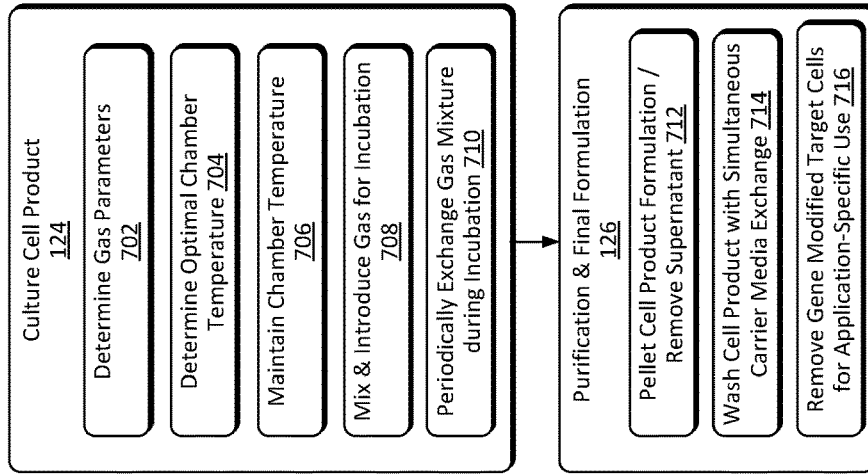 Culture Cell Product
124
Determine Gas Parameters
702
Determine Optimal Chamber
Temperature 704
Maintain Chamber Temperature
706
Mix & Introduce Gas for Incubation
708
Periodically Exchange Gas Mixture
during Incubation 710
Purification & Final Formulation
126
Pellet Cell Product Formulation /
Remove Supernatant 712
Wash Cell Product with Simultaneous
Carrier Media Exchange 714
Remove Gene Modified Target Cells
for Application-Specific Use 716